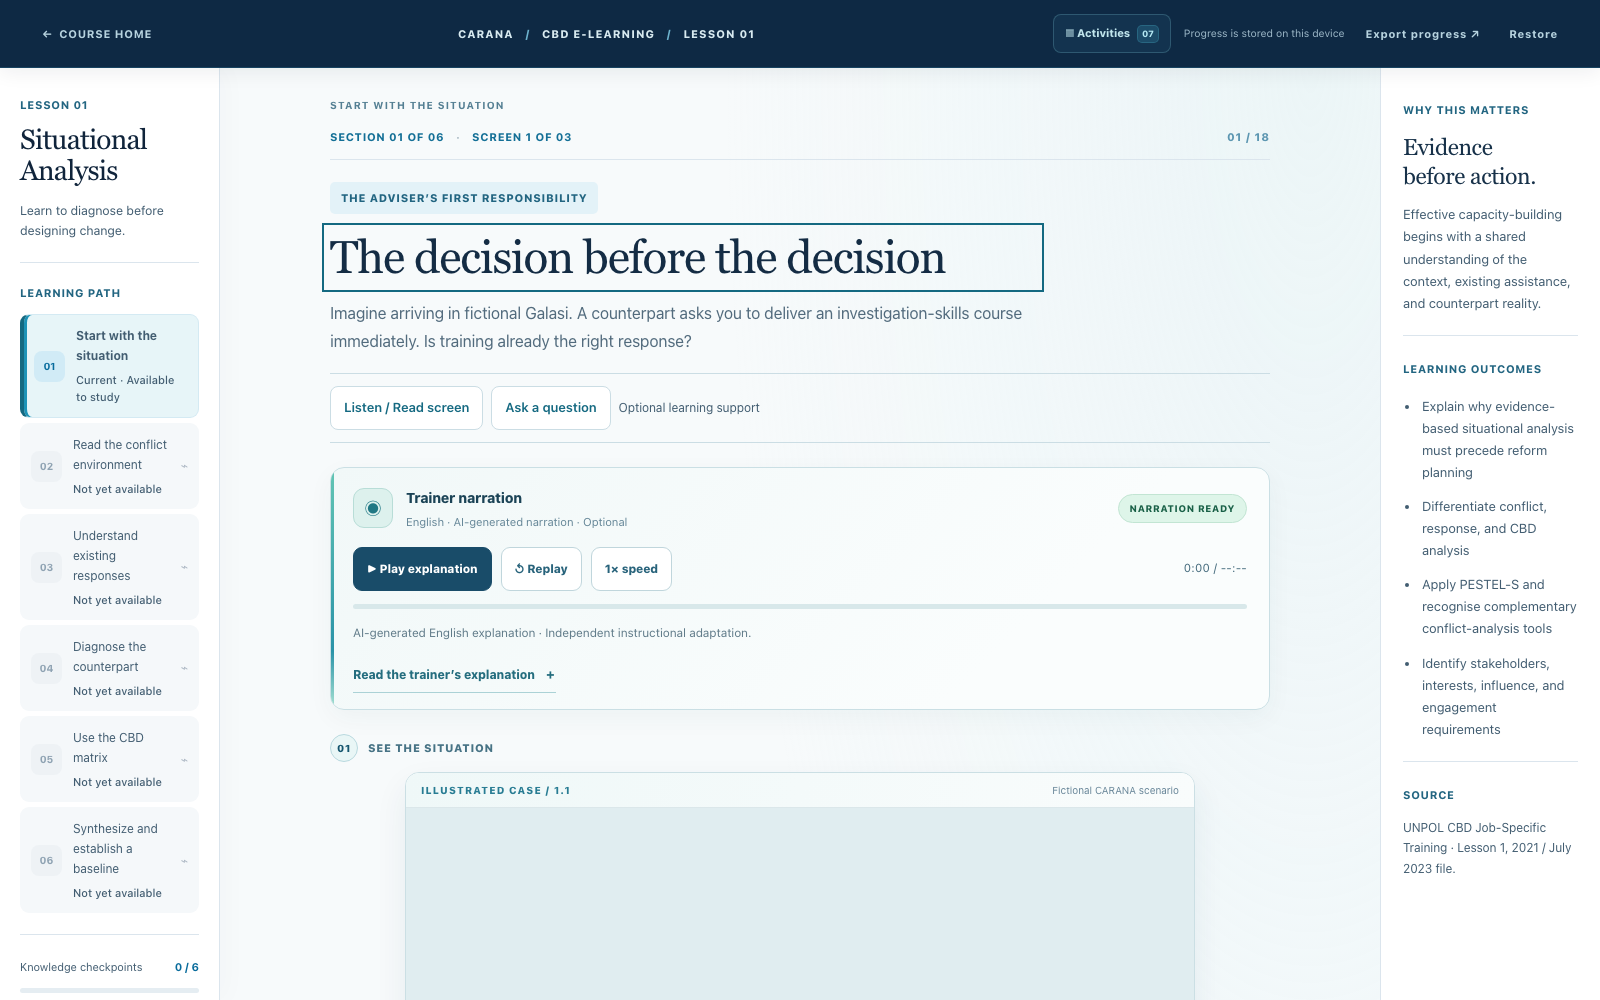 ← COURSE HOME
CARANA / CBD E-LEARNING / LESSON 01
Activities 07
Progress is stored on this device
Export progress ↗
Restore
LESSON 01
Situational
Analysis
Learn to diagnose before
designing change.
LEARNING PATH
01
Start with the
situation
Current · Available
to study
02
Read the conflict
environment
Not yet available
03
Understand
existing
responses
Not yet available
04
Diagnose the
counterpart
Not yet available
05
Use the CBD
matrix
Not yet available
06
Synthesize and
establish a
baseline
Not yet available
Knowledge checkpoints 0 / 6
START WITH THE SITUATION
SECTION 01 OF 06 · SCREEN 1 OF 03
01 / 18
THE ADVISER’S FIRST RESPONSIBILITY
The decision before the decision
Imagine arriving in fictional Galasi. A counterpart asks you to deliver an investigation-skills course
immediately. Is training already the right response?
Listen / Read screen
Ask a question
Optional learning support
Trainer narration
English · AI-generated narration · Optional
NARRATION READY
▶ Play explanation
↺ Replay
1× speed
0:00 / --:--
AI-generated English explanation · Independent instructional adaptation.
Read the trainer’s explanation +
01 SEE THE SITUATION
ILLUSTRATED CASE / 1.1
Fictional CARANA scenario
WHY THIS MATTERS
Evidence
before action.
Effective capacity-building
begins with a shared
understanding of the
context, existing assistance,
and counterpart reality.
LEARNING OUTCOMES
• Explain why evidence-
based situational analysis
must precede reform
planning
• Differentiate conflict,
response, and CBD
analysis
• Apply PESTEL-S and
recognise complementary
conflict-analysis tools
• Identify stakeholders,
interests, influence, and
engagement
requirements
SOURCE
UNPOL CBD Job-Specific
Training · Lesson 1, 2021 / July
2023 file.